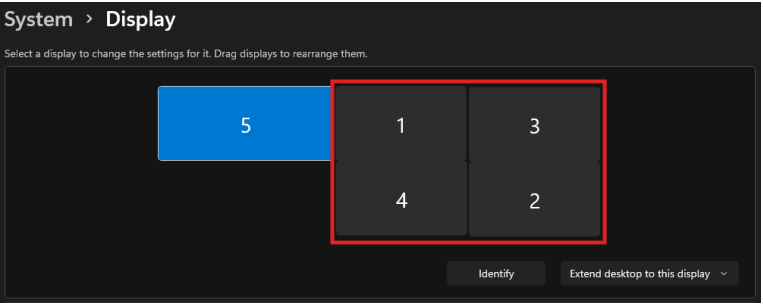 System > Display
Select a display to change the settings for it. Drag displays to rearrange them.
5 1 3
4 2
Identify Extend desktop to this display